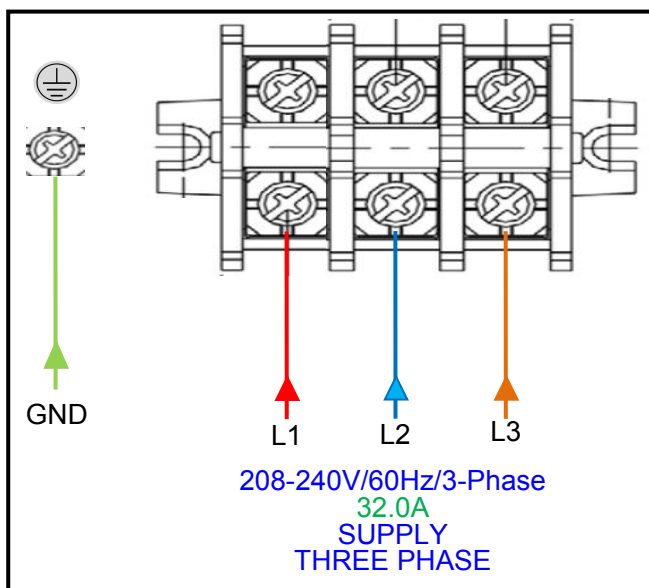 GND
L1 L2 L3
208-240V/60Hz/3-Phase
32.0A
SUPPLY
THREE PHASE